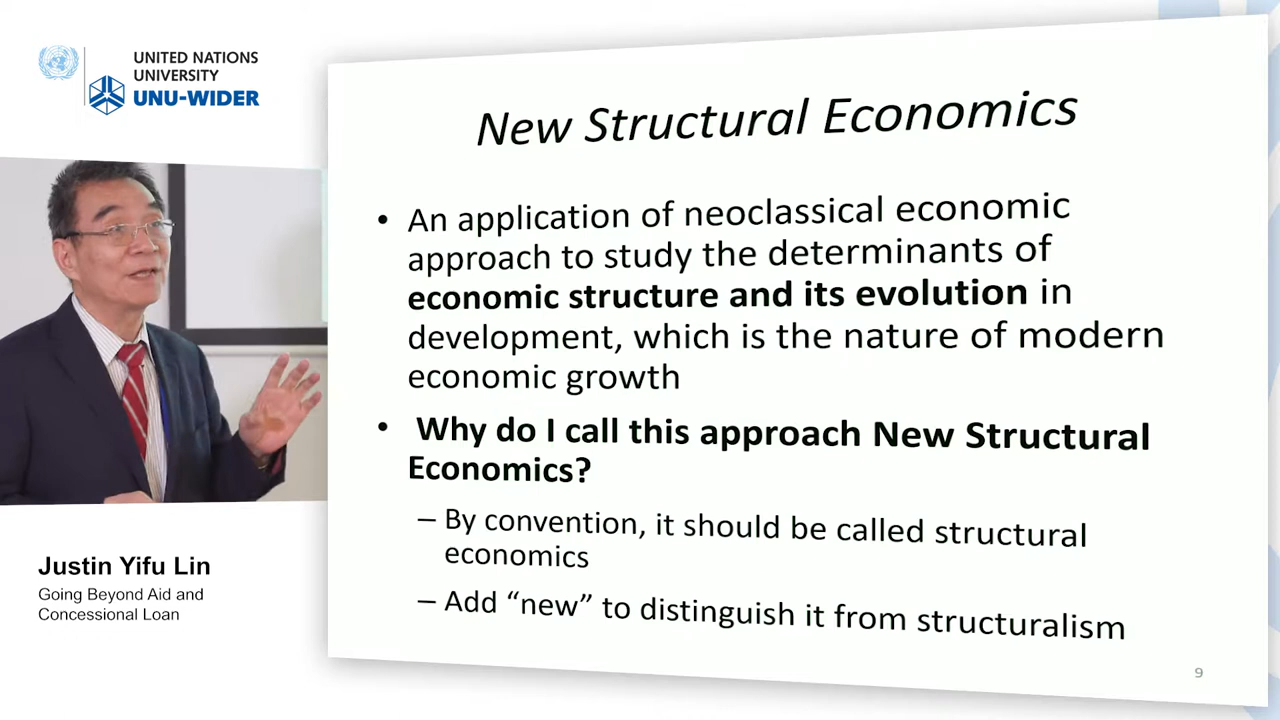 UNITED NATIONS
UNIVERSITY
UNU-WIDER
Justin Yifu Lin
Going Beyond Aid and
Concessional Loan
New Structural Economics
• An application of neoclassical economic
approach to study the determinants of
economic structure and its evolution in
development, which is the nature of modern
economic growth
• Why do I call this approach New Structural
Economics?
– By convention, it should be called structural
economics
– Add “new” to distinguish it from structuralism
9